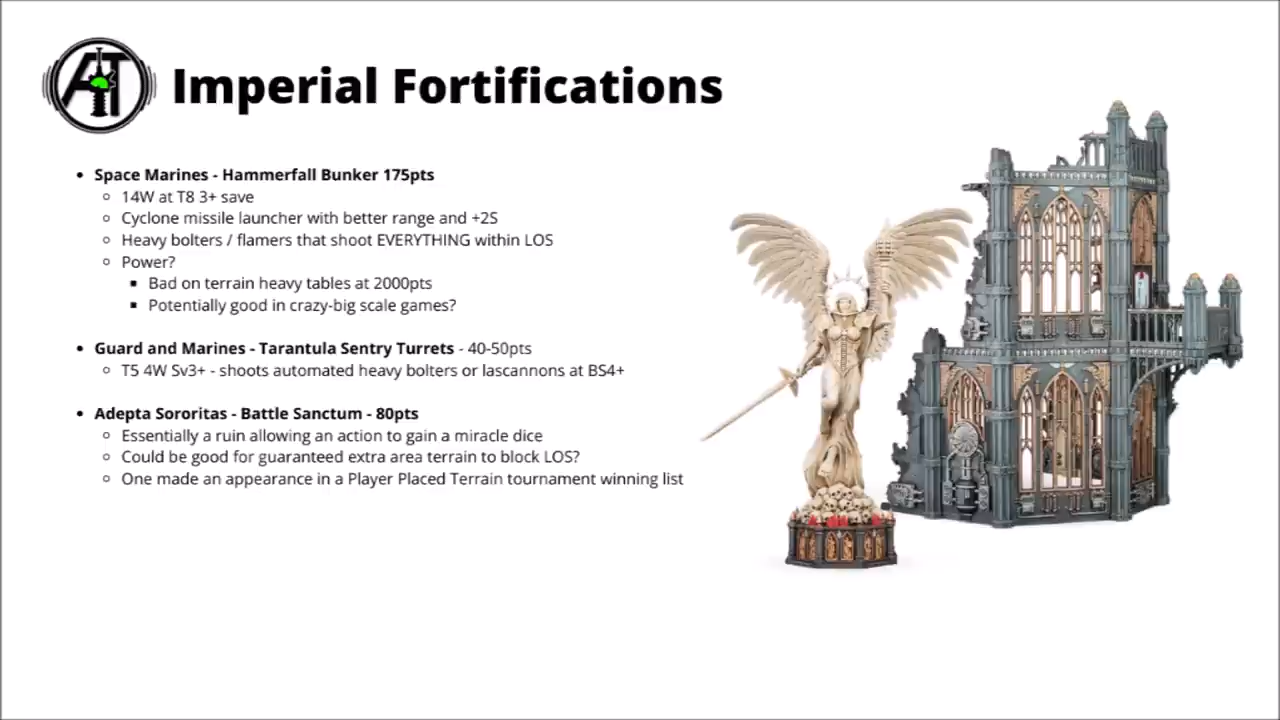 AT
Imperial Fortifications
• Space Marines - Hammerfall Bunker 175pts
○ 14W at T8 3+ save
○ Cyclone missile launcher with better range and +2S
○ Heavy bolters / flamers that shoot EVERYTHING within LOS
○ Power?
▪ Bad on terrain heavy tables at 2000pts
▪ Potentially good in crazy-big scale games?
• Guard and Marines - Tarantula Sentry Turrets - 40-50pts
○ T5 4W Sv3+ - shoots automated heavy bolters or lascannons at BS4+
• Adepta Sororitas - Battle Sanctum - 80pts
○ Essentially a ruin allowing an action to gain a miracle dice
○ Could be good for guaranteed extra area terrain to block LOS?
○ One made an appearance in a Player Placed Terrain tournament winning list